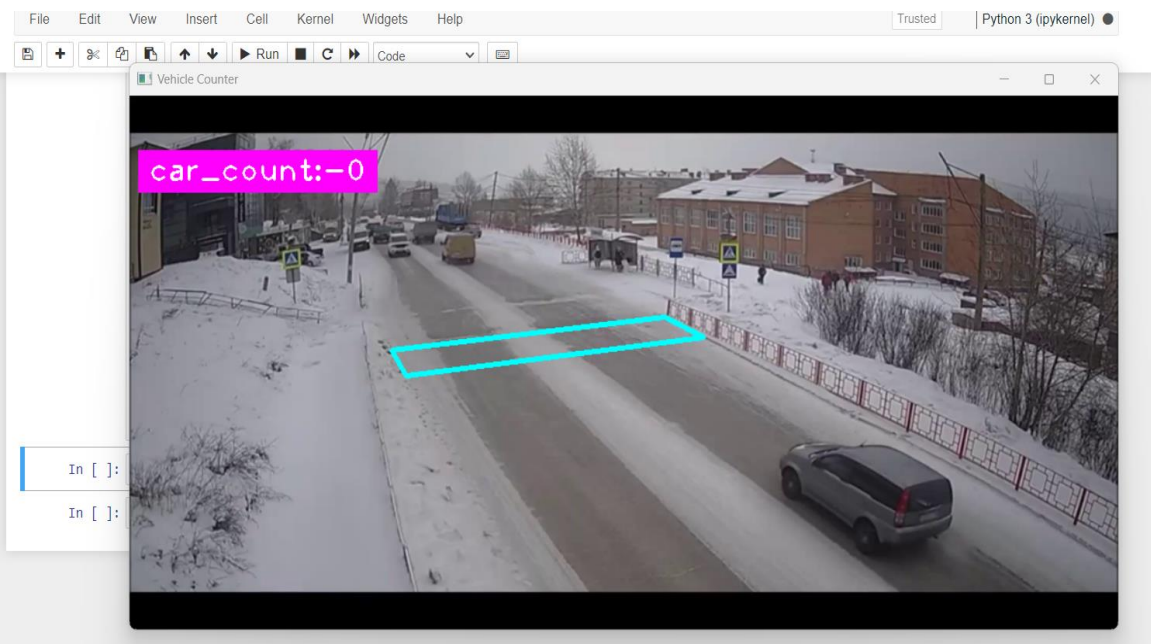 File Edit View Insert Cell Kernel Widgets Help Trusted Python 3 (ipykernel)
Run Code
Vehicle Counter
car_count:-0
In [ ]:
In [ ]: